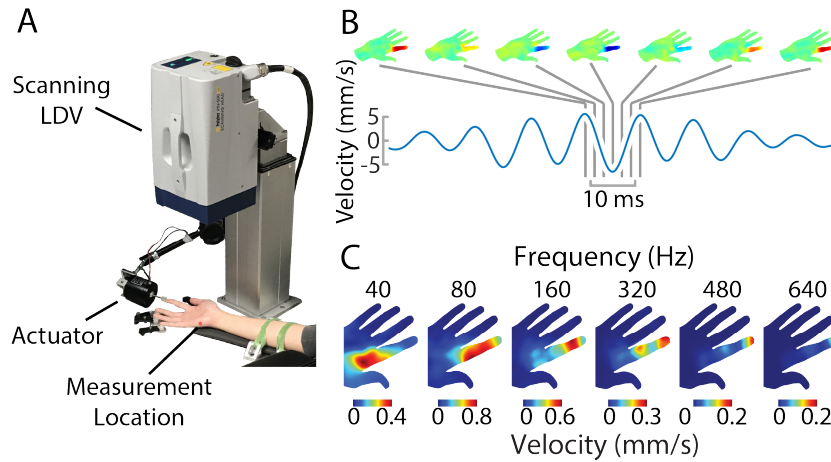 A
Scanning
LDV
Actuator
Measurement
Location
B
Velocity (mm/s)
5
0
-5
10 ms
C
Frequency (Hz)
40 80 160 320 480 640
0 0.4 0 0.8 0 0.6 0 0.3 0 0.2 0 0.2
Velocity (mm/s)